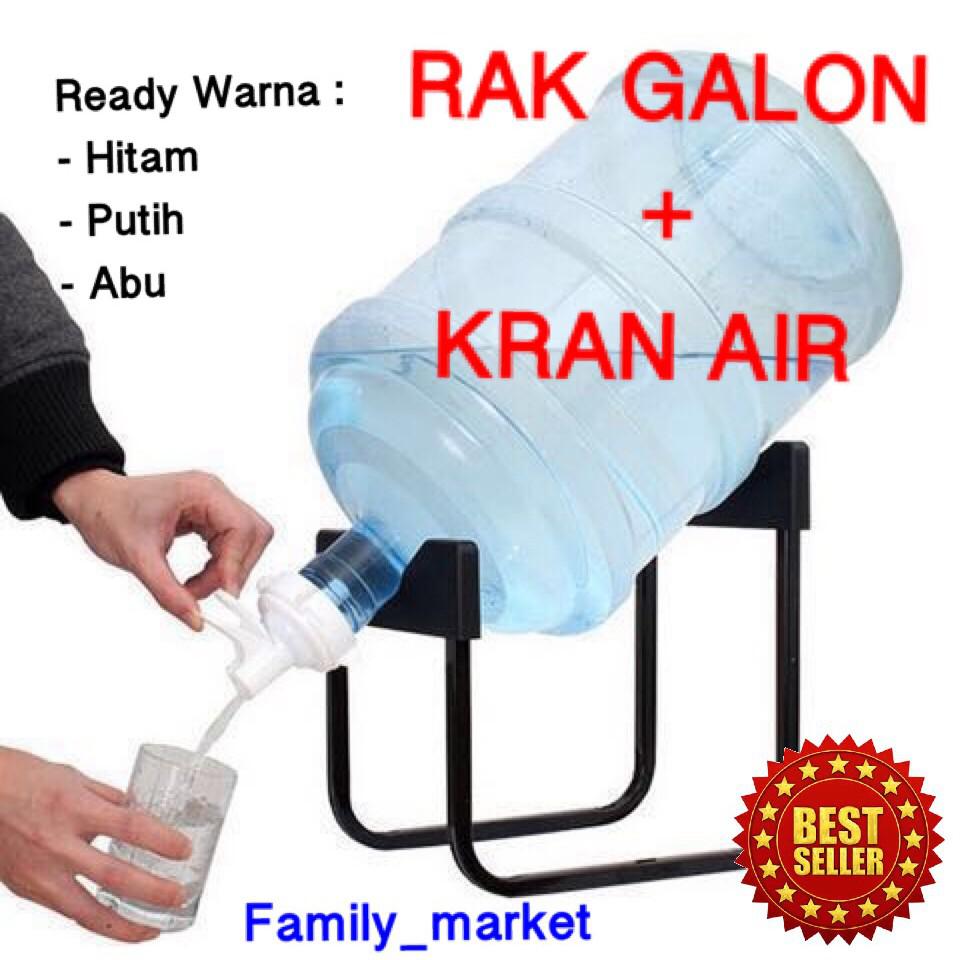 Ready Warna :
- Hitam
- Putih
- Abu
RAK GALON
+
KRAN AIR
BEST
SELLER
Family_market